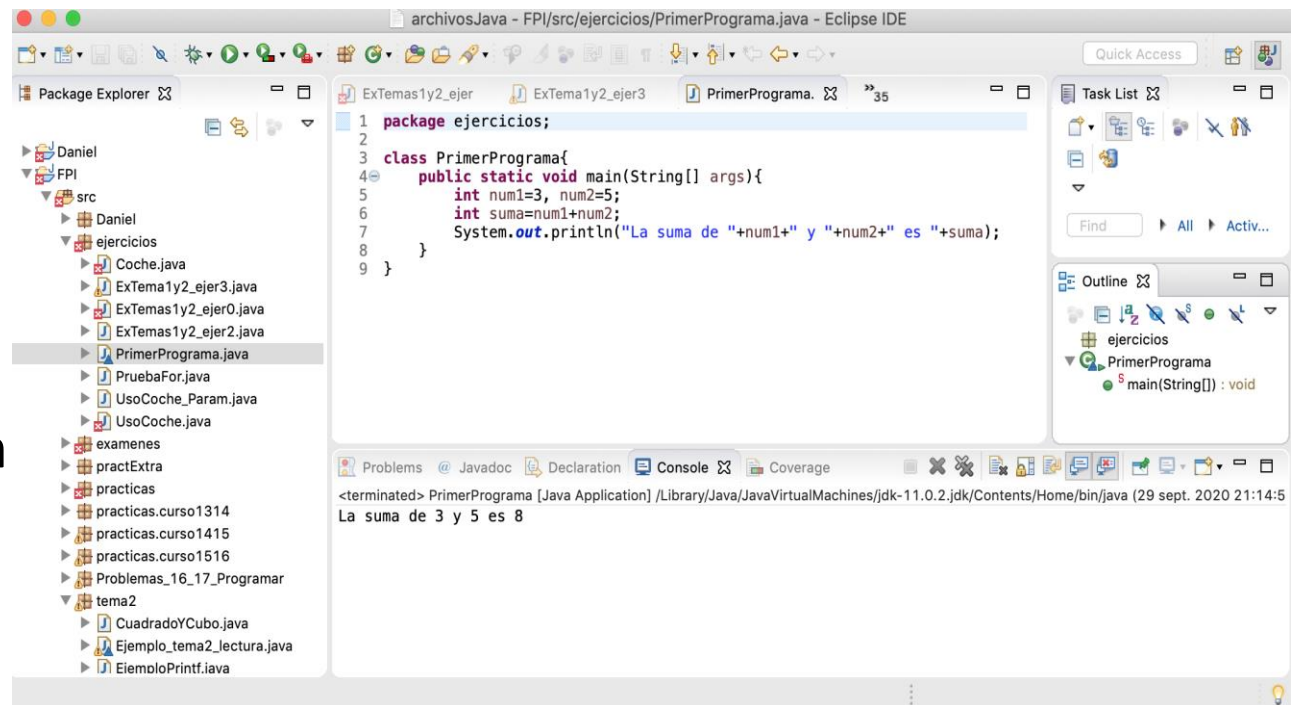 archivosJava - FPI/src/ejercicios/PrimerPrograma.java - Eclipse IDE
Quick Access
Package Explorer
Daniel
FPI
src
Daniel
ejercicios
Coche.java
ExTema1y2_ejer3.java
ExTemas1y2_ejer0.java
ExTemas1y2_ejer2.java
PrimerPrograma.java
PruebaFor.java
UsoCoche_Param.java
UsoCoche.java
examenes
practExtra
practicas
practicas.curso1314
practicas.curso1415
practicas.curso1516
Problemas_16_17_Programar
tema2
CuadradoYCubo.java
Ejemplo_tema2_lectura.java
EjemploPrintf.java
n
ExTemas1y2_ejer ExTema1y2_ejer3 PrimerPrograma. »35
1 package ejercicios;
2
3 class PrimerPrograma{
4 public static void main(String[] args){
5 int num1=3, num2=5;
6 int suma=num1+num2;
7 System.out.println("La suma de "+num1+" y "+num2+" es "+suma);
8 }
9 }
Task List
Find All Activ...
Outline
ejercicios
PrimerPrograma
main(String[]) : void
Problems Javadoc Declaration Console Coverage
<terminated> PrimerPrograma [Java Application] /Library/Java/JavaVirtualMachines/jdk-11.0.2.jdk/Contents/Home/bin/java (29 sept. 2020 21:14:5
La suma de 3 y 5 es 8